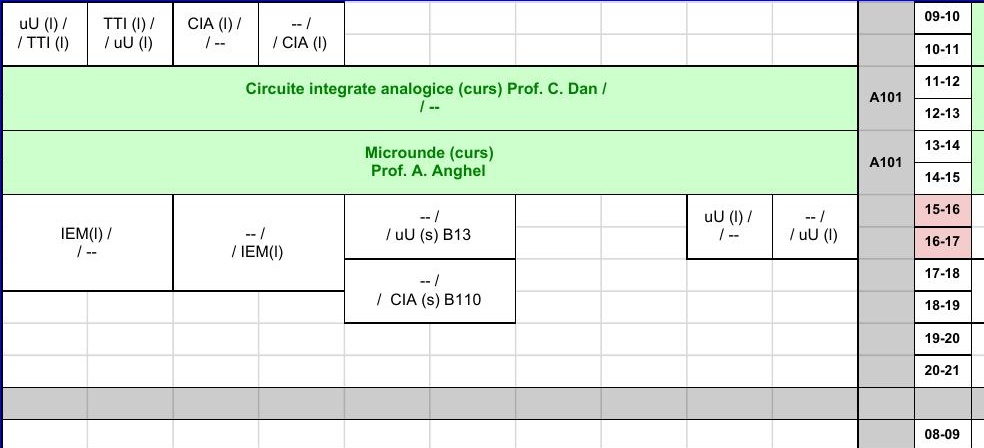 uU (l) /
/ TTI (l)
TTI (l) /
/ uU (l)
CIA (l) /
/ --
-- /
/ CIA (l)
09-10
10-11
Circuite integrate analogice (curs) Prof. C. Dan /
/ --
A101
11-12
12-13
Microunde (curs)
Prof. A. Anghel
A101
13-14
14-15
IEM(l) /
/ --
-- /
/ IEM(l)
-- /
/ uU (s) B13
uU (l) /
/ --
-- /
/ uU (l)
15-16
16-17
-- /
/ CIA (s) B110
17-18
18-19
19-20
20-21
08-09